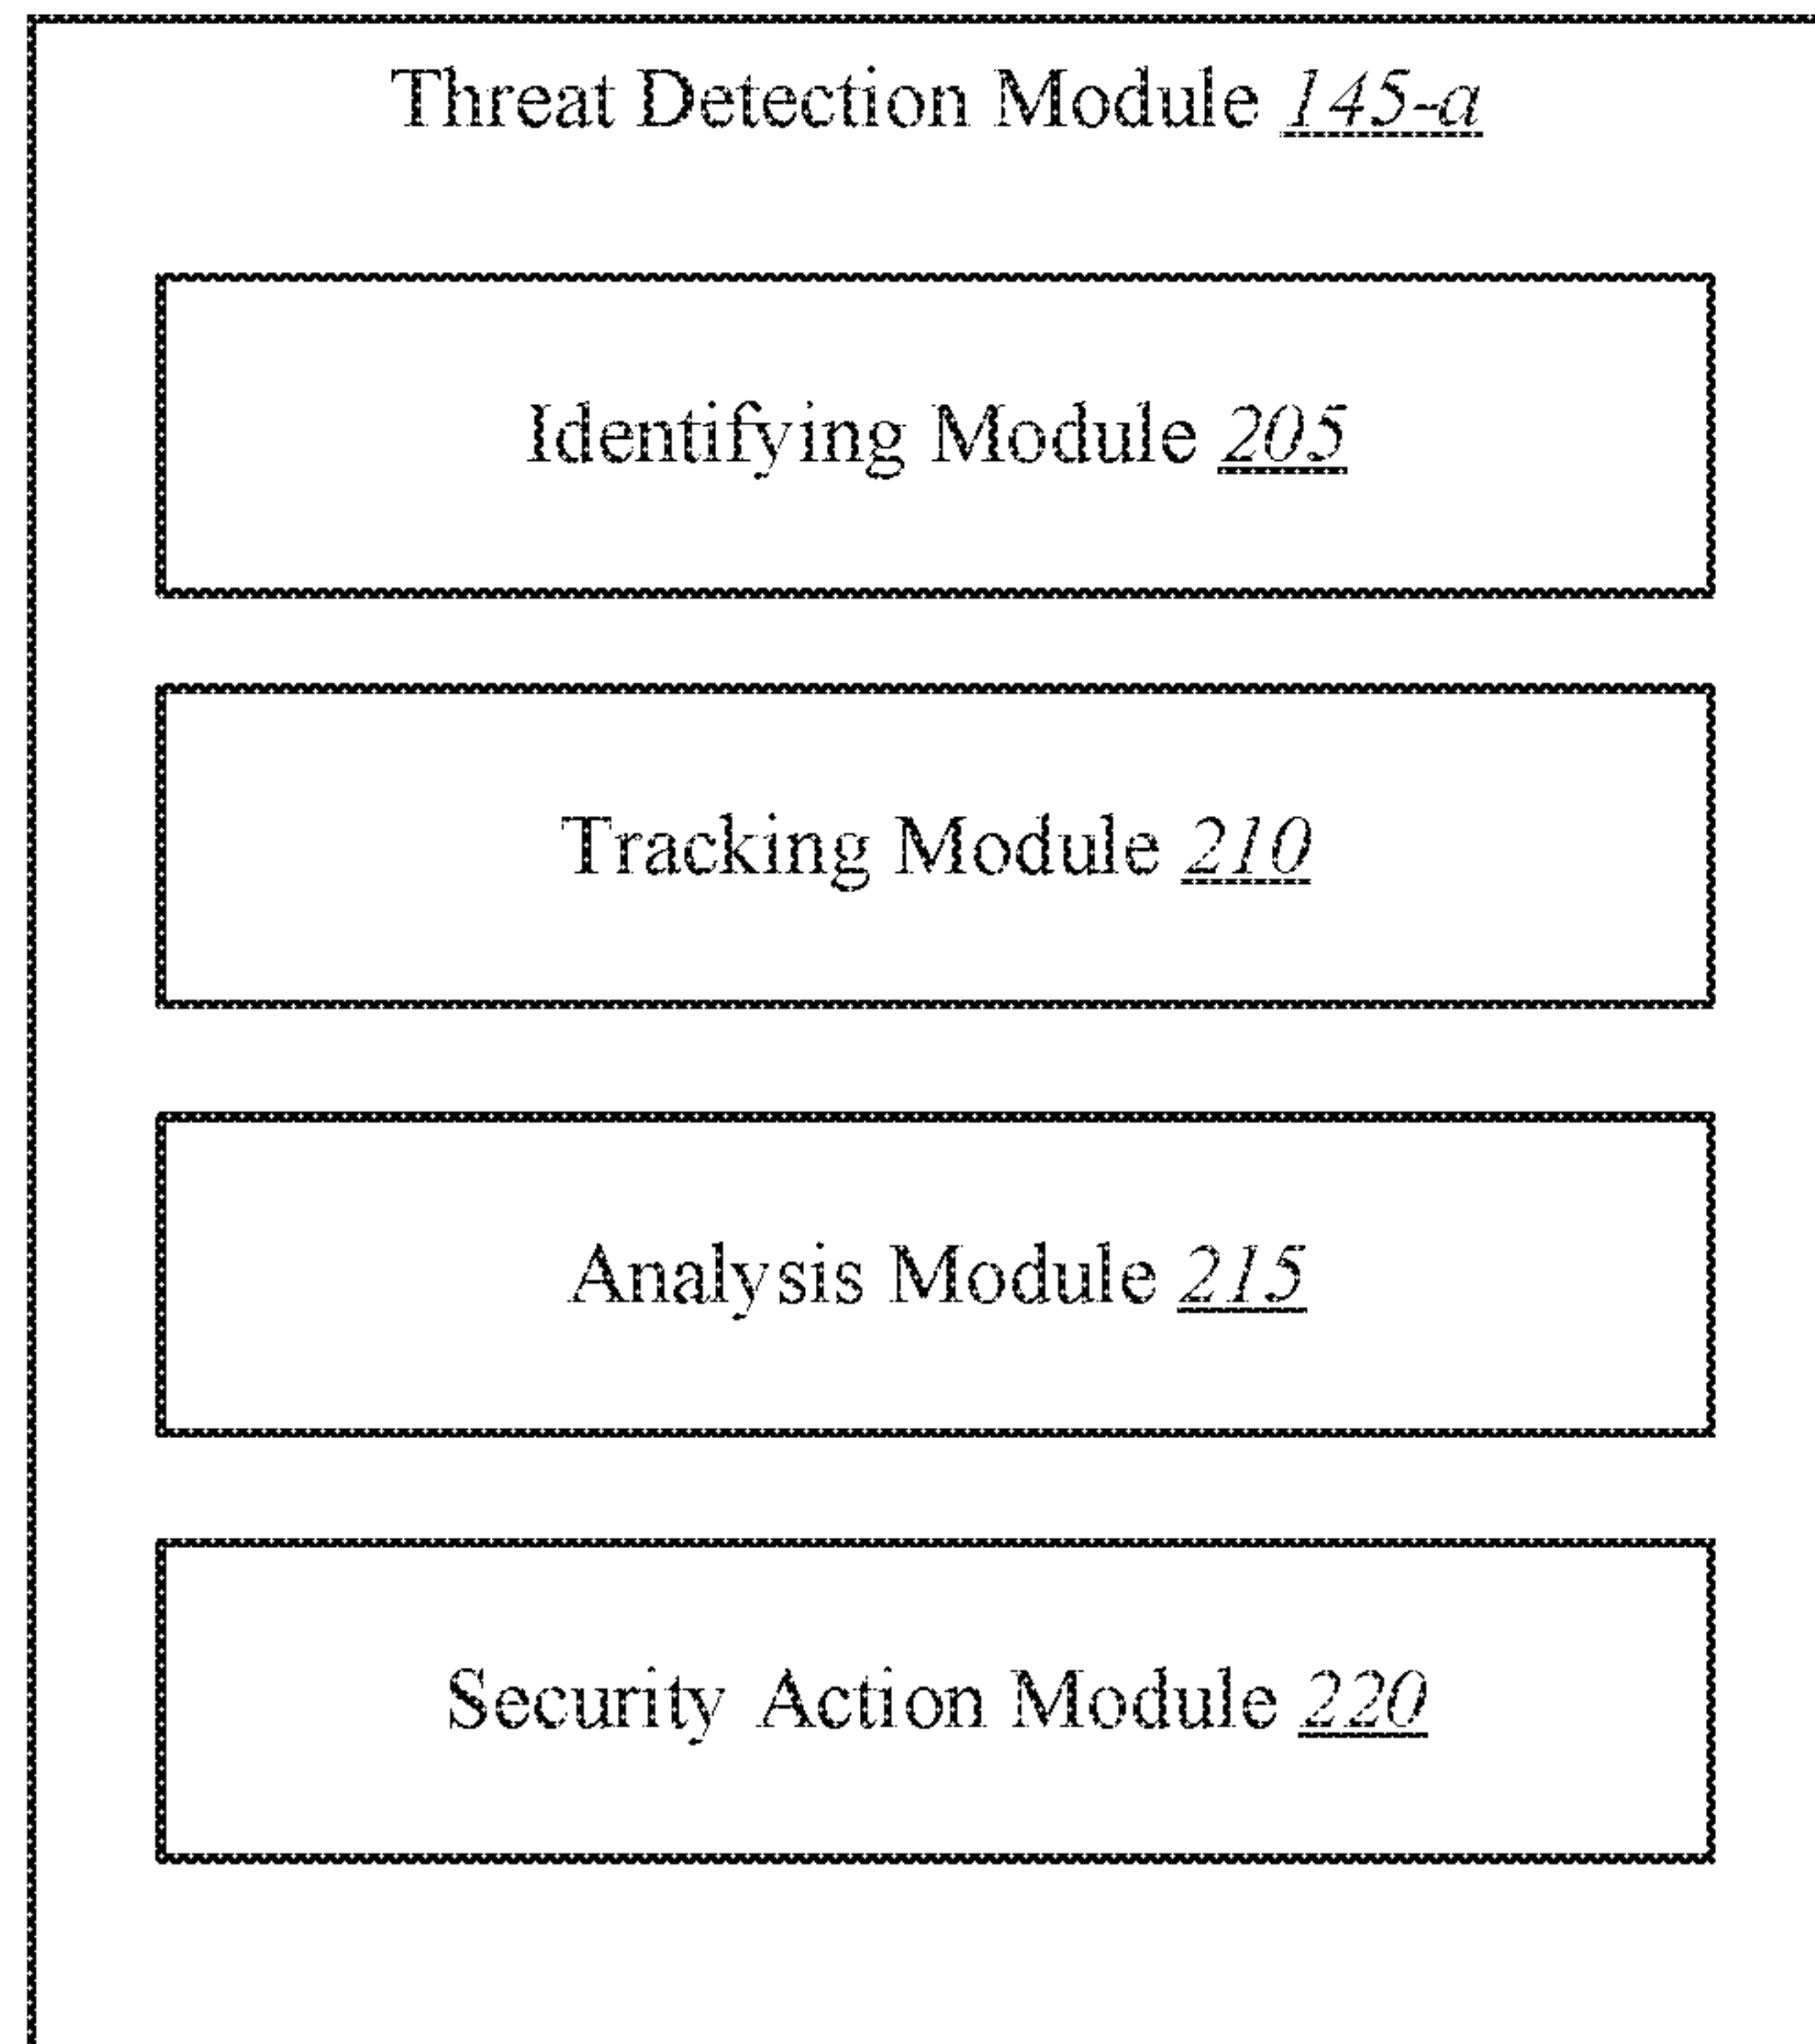 Threat Detection Module 145-a
Identifying Module 205
Tracking Module 210
Analysis Module 215
Security Action Module 220